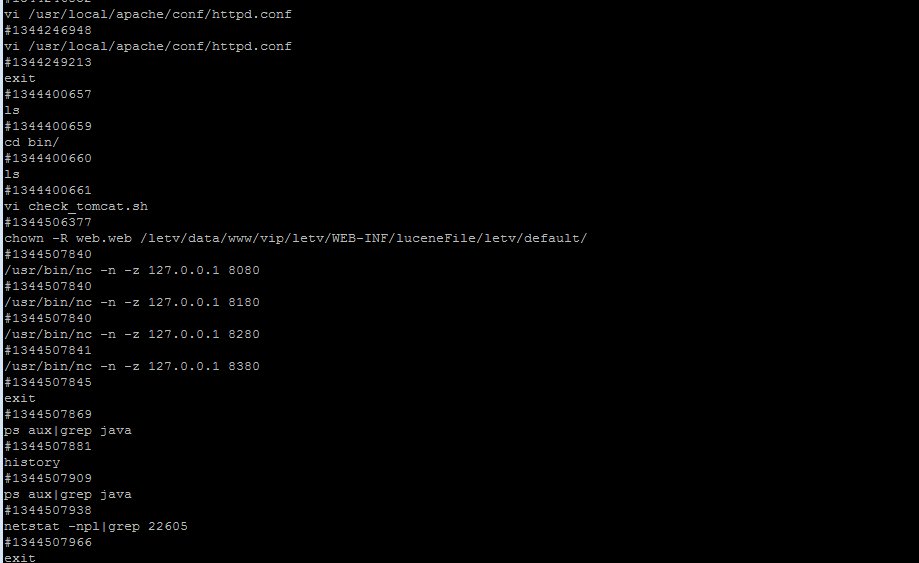 vi /usr/local/apache/conf/httpd.conf
#1344246948
vi /usr/local/apache/conf/httpd.conf
#1344249213
exit
#1344400657
ls
#1344400659
cd bin/
#1344400660
ls
#1344400661
vi check_tomcat.sh
#1344506377
chown -R web.web /letv/data/www/vip/letv/WEB-INF/luceneFile/letv/default/
#1344507840
/usr/bin/nc -n -z 127.0.0.1 8080
#1344507840
/usr/bin/nc -n -z 127.0.0.1 8180
#1344507840
/usr/bin/nc -n -z 127.0.0.1 8280
#1344507841
/usr/bin/nc -n -z 127.0.0.1 8380
#1344507845
exit
#1344507869
ps aux|grep java
#1344507881
history
#1344507909
ps aux|grep java
#1344507938
netstat -npl|grep 22605
#1344507966
exit